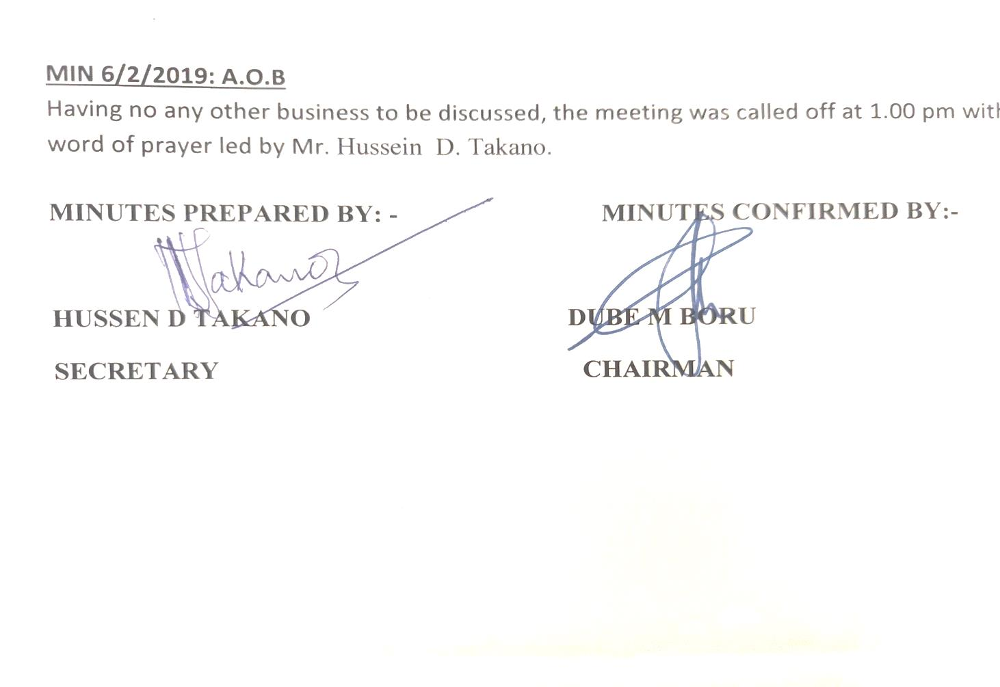 MIN 6/2/2019: A.O.B
Having no any other business to be discussed, the meeting was called off at 1.00 pm with
word of prayer led by Mr. Hussein D. Takano.
MINUTES PREPARED BY: - MINUTES CONFIRMED BY:-
Takano
HUSSEN D TAKANO DUBE M BORU
SECRETARY CHAIRMAN